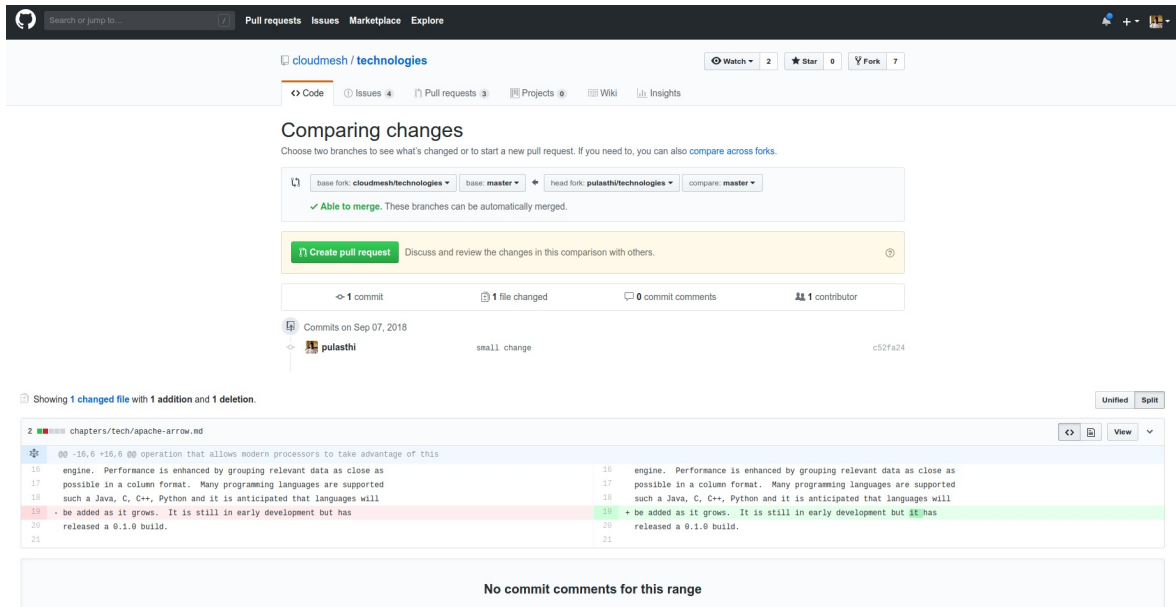 Search or jump to... / Pull requests Issues Marketplace Explore
cloudmesh / technologies Watch 2 Star 0 Fork 7
Code Issues 4 Pull requests 3 Projects 0 Wiki Insights
Comparing changes
Choose two branches to see what's changed or to start a new pull request. If you need to, you can also compare across forks.
base fork: cloudmesh/technologies base: master head fork: pulasthi/technologies compare: master
Able to merge. These branches can be automatically merged.
Create pull request Discuss and review the changes in this comparison with others.
1 commit 1 file changed 0 commit comments 1 contributor
Commits on Sep 07, 2018
pulasthi small change c52fa24
Showing 1 changed file with 1 addition and 1 deletion. Unified Split
2 chapters/tech/apache-arrow.md View
@@ -16,6 +16,6 @@ operation that allows modern processors to take advantage of this
16 engine. Performance is enhanced by grouping relevant data as close as 16 engine. Performance is enhanced by grouping relevant data as close as
17 possible in a column format. Many programming languages are supported 17 possible in a column format. Many programming languages are supported
18 such a Java, C, C++, Python and it is anticipated that languages will 18 such a Java, C, C++, Python and it is anticipated that languages will
19 - be added as it grows. It is still in early development but has 19 + be added as it grows. It is still in early development but it has
20 released a 0.1.0 build. 20 released a 0.1.0 build.
21 21
No commit comments for this range